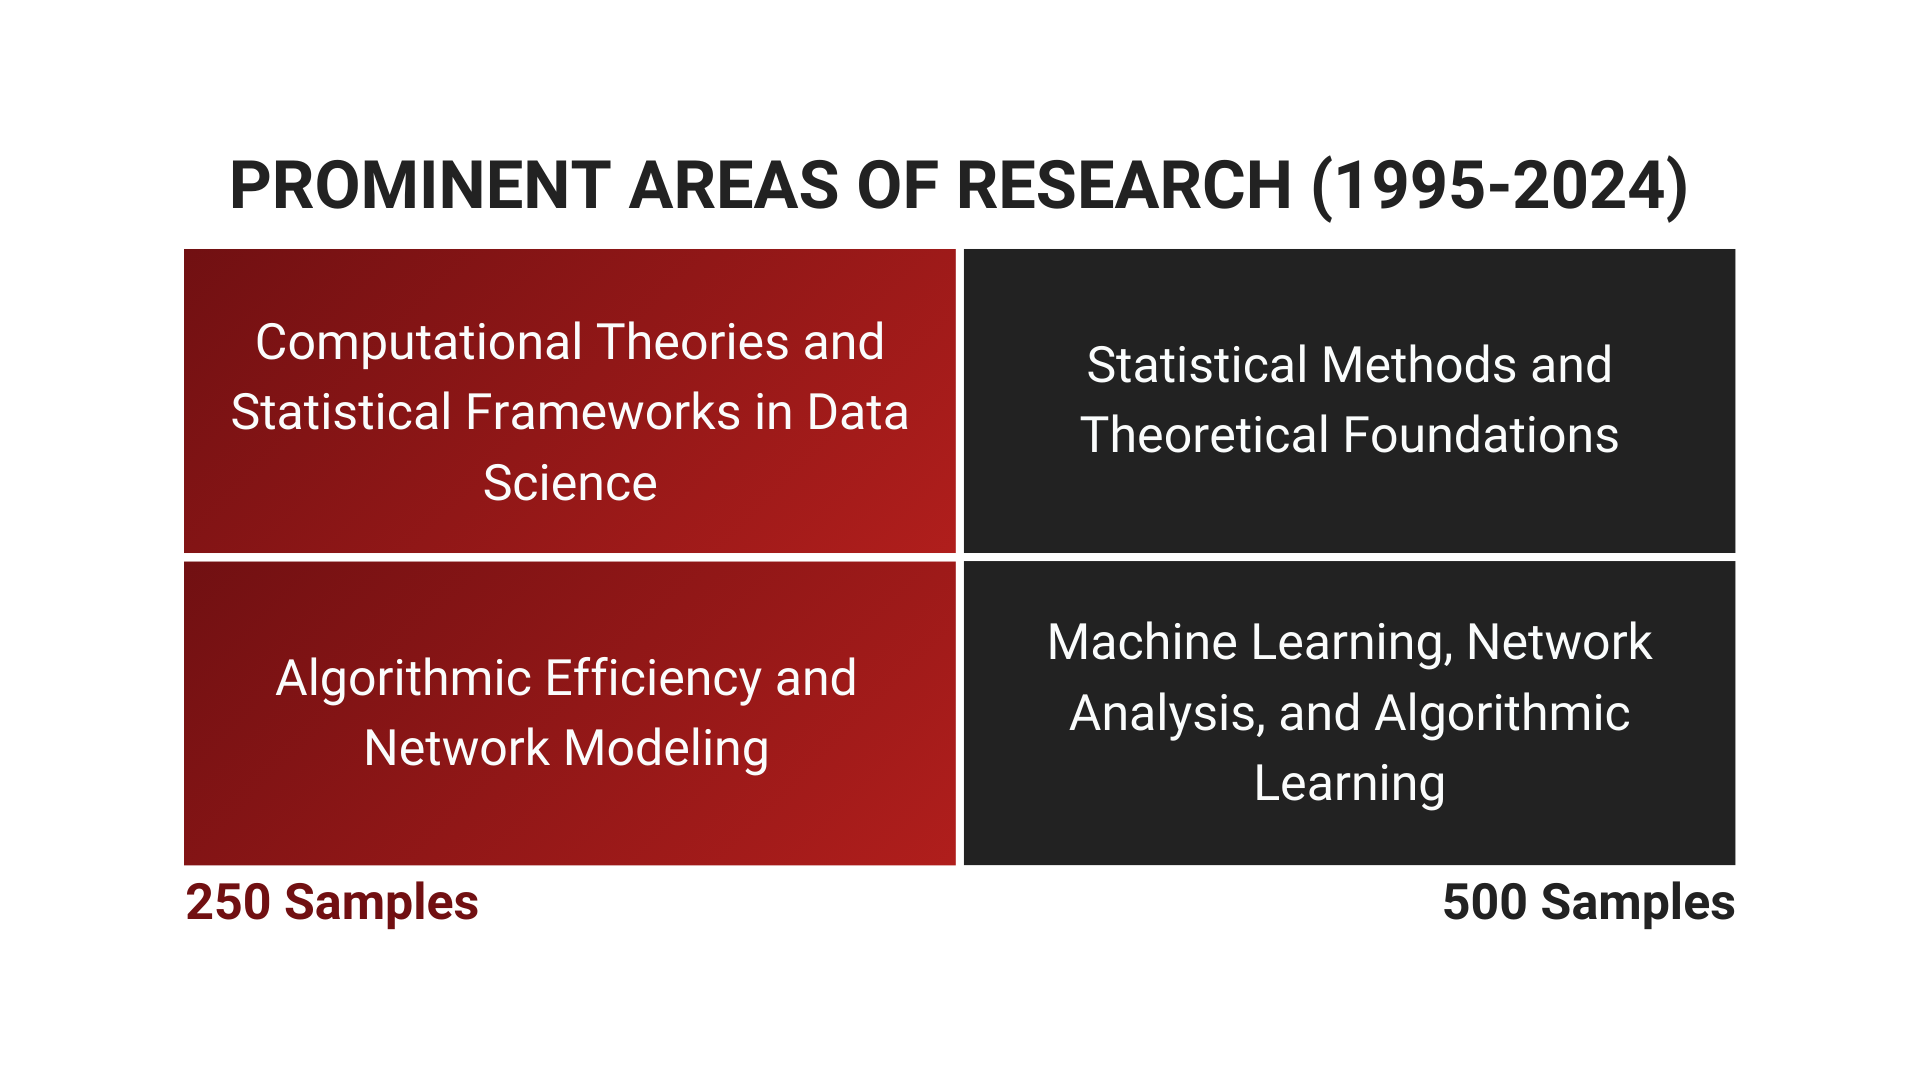 PROMINENT AREAS OF RESEARCH (1995-2024)
Computational Theories and
Statistical Frameworks in Data
Science
Statistical Methods and
Theoretical Foundations
Algorithmic Efficiency and
Network Modeling
Machine Learning, Network
Analysis, and Algorithmic
Learning
250 Samples
500 Samples